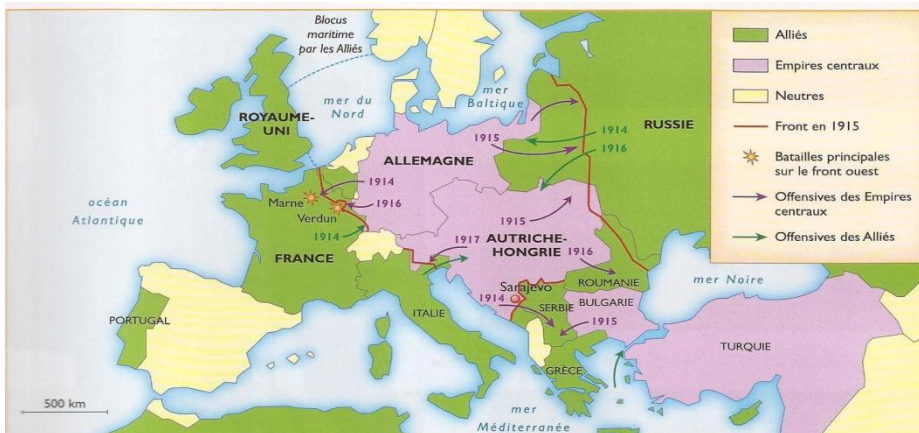 Blocus
maritime
par les Alliés
mer du
Nord
mer
Baltique
ROYAUME-
UNI
RUSSIE
ALLEMAGNE
1915
1914
1916
1914
1916
Marne
Verdun
océan
Atlantique
1914
FRANCE
1917
1915
AUTRICHE-
HONGRIE
1916
ROUMANIE
mer Noire
Sarajevo
1914
SERBIE
BULGARIE
1915
PORTUGAL
ITALIE
GRÈCE
TURQUIE
500 km
mer
Méditerranée
Alliés
Empires centraux
Neutres
Front en 1915
Batailles principales
sur le front ouest
Offensives des Empires
centraux
Offensives des Alliés